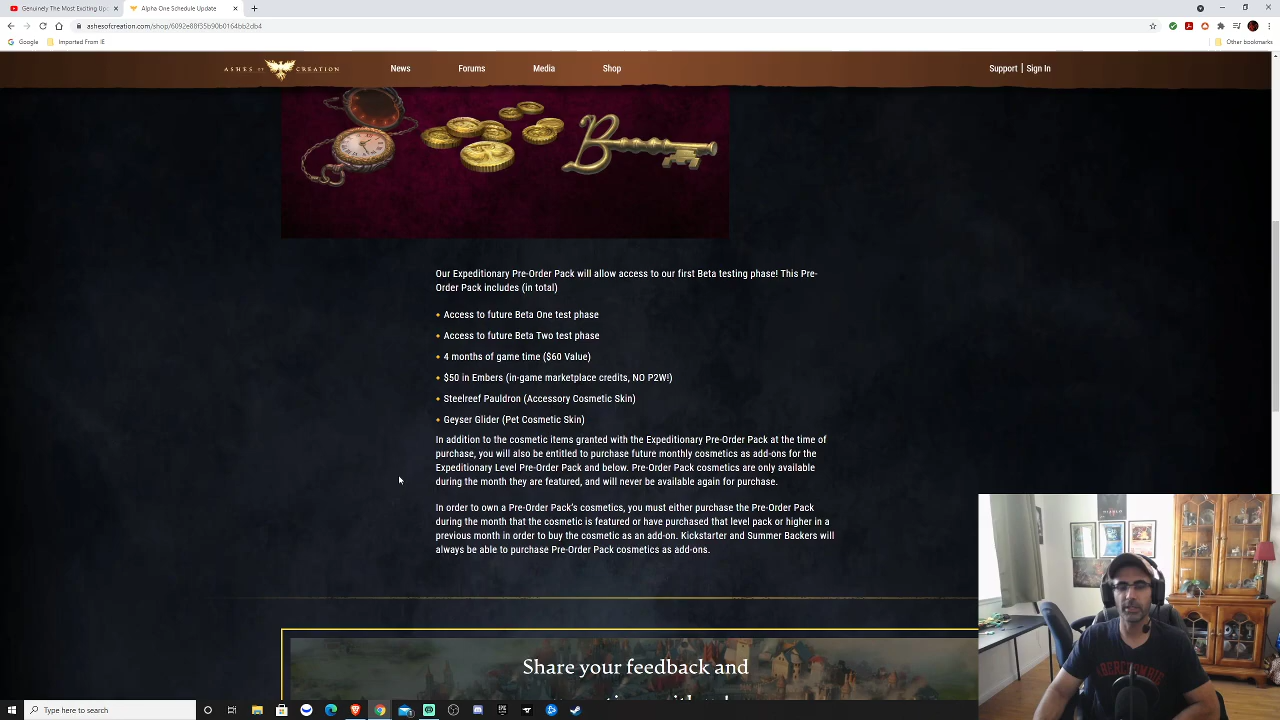 Genuinely The Most Exciting Up
Alpha One Schedule Update
ashesofcreation.com/shop/6092e88f35b90b0164bb2db4
Google
Imported From IE
Other bookmarks
ASHES OF CREATION
News
Forums
Media
Shop
Support | Sign In
B
Our Expeditionary Pre-Order Pack will allow access to our first Beta testing phase! This Pre-
Order Pack includes (in total)
Access to future Beta One test phase
Access to future Beta Two test phase
4 months of game time ($60 Value)
$50 in Embers (in-game marketplace credits, NO P2W!)
Steelreef Pauldron (Accessory Cosmetic Skin)
Geyser Glider (Pet Cosmetic Skin)
In addition to the cosmetic items granted with the Expeditionary Pre-Order Pack at the time of
purchase, you will also be entitled to purchase future monthly cosmetics as add-ons for the
Expeditionary Level Pre-Order Pack and below. Pre-Order Pack cosmetics are only available
during the month they are featured, and will never be available again for purchase.
In order to own a Pre-Order Pack's cosmetics, you must either purchase the Pre-Order Pack
during the month that the cosmetic is featured or have purchased that level pack or higher in a
previous month in order to buy the cosmetic as an add-on. Kickstarter and Summer Backers will
always be able to purchase Pre-Order Pack cosmetics as add-ons.
Share your feedback and
Type here to search
ABERCROMBIE